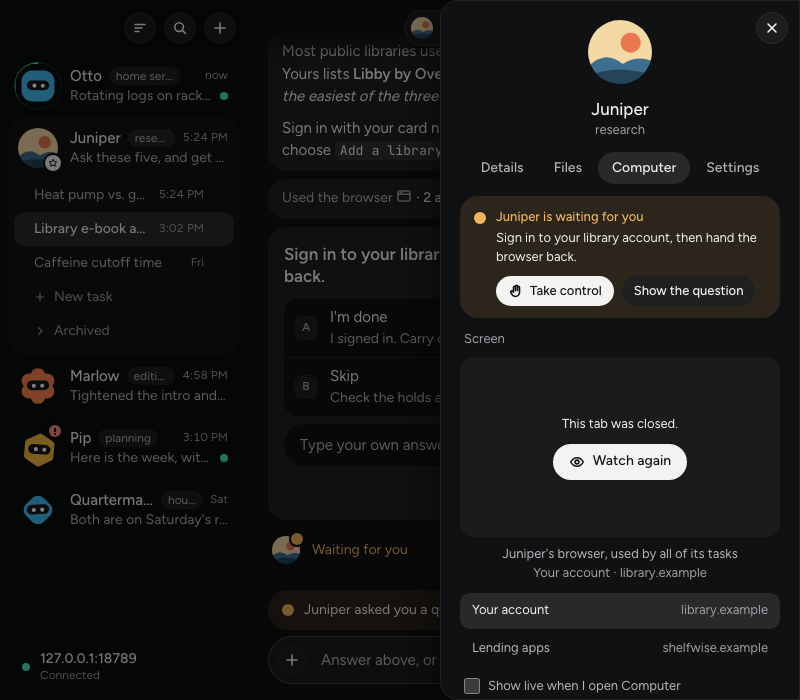 Otto home ser... now
Rotating logs on rack...
Juniper rese... 5:24 PM
Ask these five, and get ...
Heat pump vs. g... 5:24 PM
Library e-book a... 3:02 PM
Caffeine cutoff time Fri
New task
Archived
Marlow editi... 4:58 PM
Tightened the intro and...
Pip planning 3:10 PM
Here is the week, wit...
Quarterma... hou... Sat
Both are on Saturday's r...
127.0.0.1:18789
Connected
Most public libraries use
Yours lists Libby by Ove
the easiest of the three
Sign in with your card n
choose Add a library
Used the browser · 2 a
Sign in to your librar
back.
A I'm done
I signed in. Carry
B Skip
Check the holds a
Type your own answe
Waiting for you
Juniper asked you a q
Answer above, or
Juniper
research
Details Files Computer Settings
Juniper is waiting for you
Sign in to your library account, then hand the
browser back.
Take control Show the question
Screen
This tab was closed.
Watch again
Juniper's browser, used by all of its tasks
Your account · library.example
Your account library.example
Lending apps shelfwise.example
Show live when I open Computer